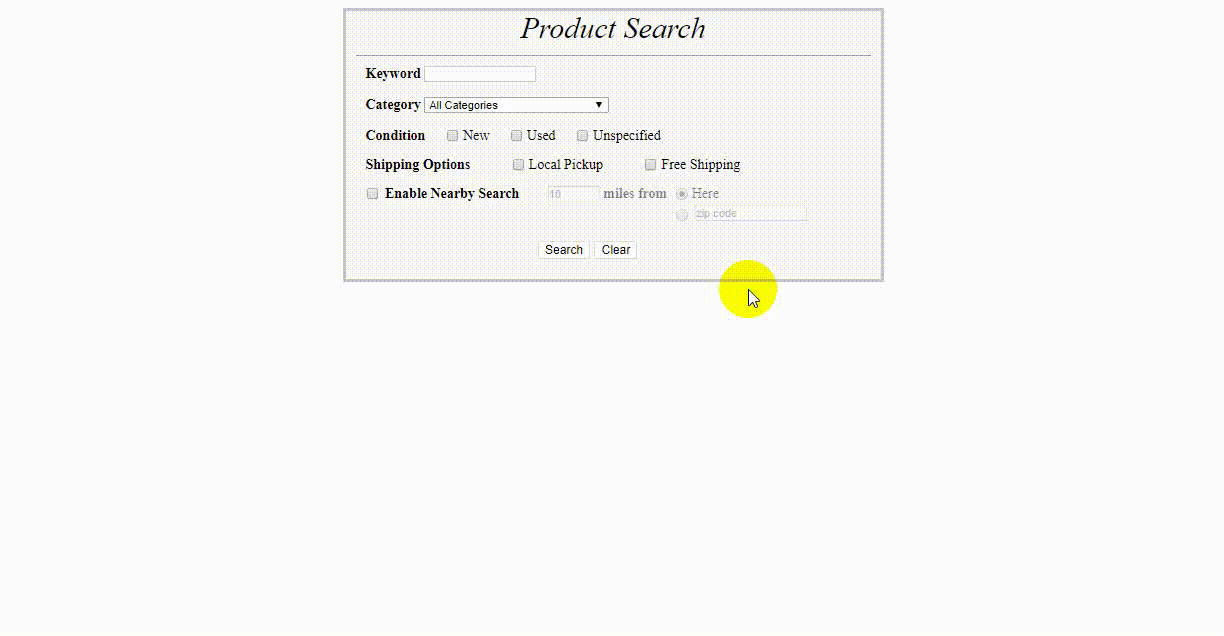 Product Search
Keyword
Category All Categories
Condition New Used Unspecified
Shipping Options Local Pickup Free Shipping
Enable Nearby Search 10 miles from Here
zip code
Search Clear